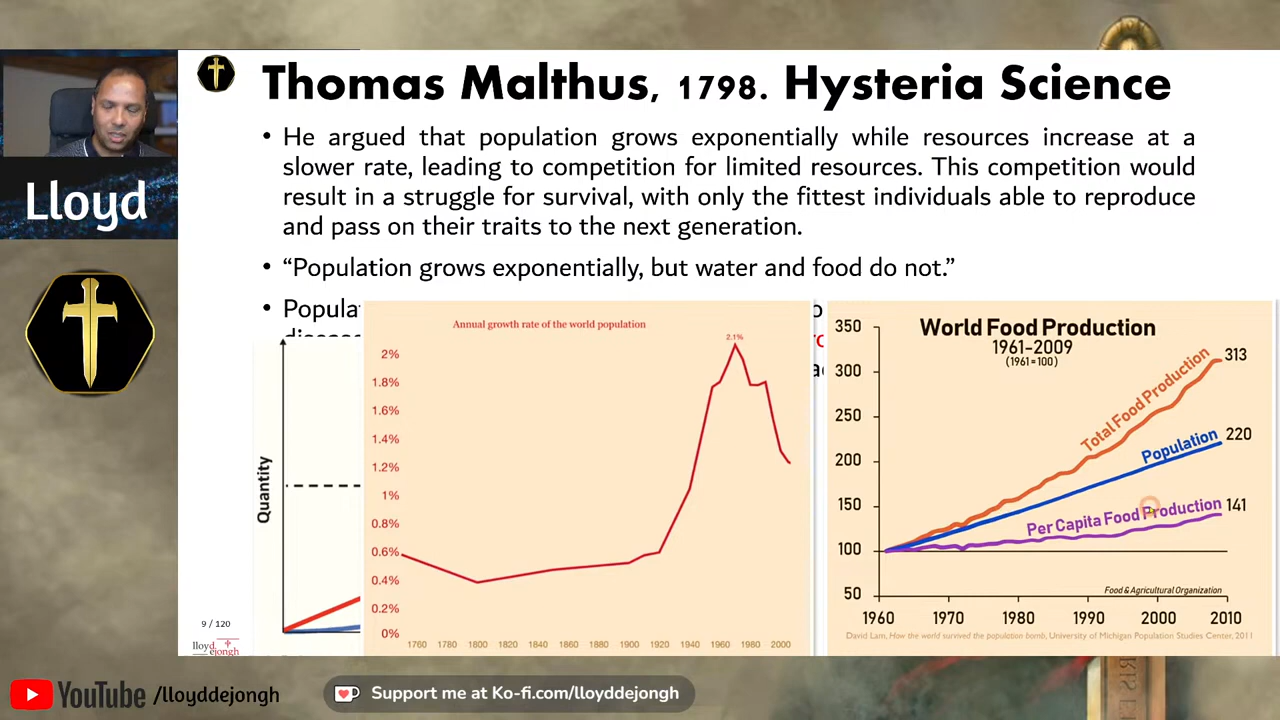 Thomas Malthus, 1798. Hysteria Science
• He argued that population grows exponentially while resources increase at a
slower rate, leading to competition for limited resources. This competition would
result in a struggle for survival, with only the fittest individuals able to reproduce
and pass on their traits to the next generation.
• “Population grows exponentially, but water and food do not.”
• Popula
Lloyd
Quantity
Annual growth rate of the world population
2.1%
2%
1.8%
1.6%
1.4%
1.2%
1%
0.8%
0.6%
0.4%
0.2%
0%
1760 1780 1800 1820 1840 1860 1880 1900 1920 1940 1960 1980 2000
World Food Production
1961-2009
(1961=100)
350
300
250
200
150
100
50
Total Food Production
313
Population
220
Per Capita Food Production
141
Food & Agricultural Organization
1960 1970 1980 1990 2000 2010
David Lam, How the world survived the population bomb, University of Michigan Population Studies Center, 2011
9 / 120
lloyd
dejongh
YouTube /lloyddejongh
Support me at Ko-fi.com/lloyddejongh